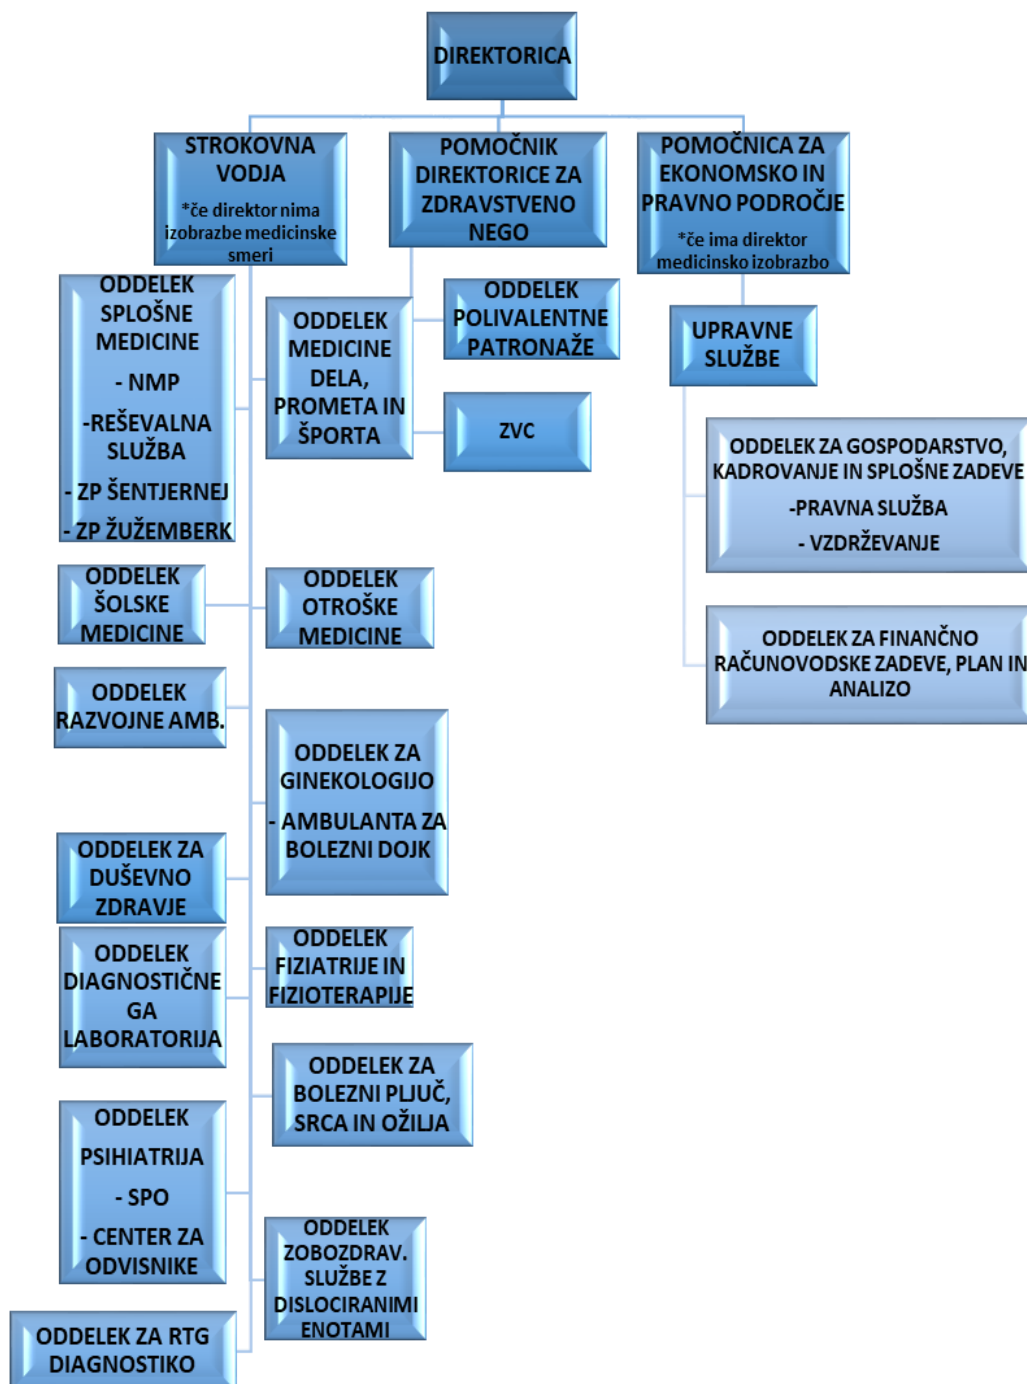 DIREKTORICA
STROKOVNA
VODJA
*če direktor nima
izobrazbe medicinske
smeri
POMOČNIK
DIREKTORICE ZA
ZDRAVSTVENO
NEGO
POMOČNICA ZA
EKONOMSKO IN
PRAVNO PODROČJE
*če ima direktor
medicinsko izobrazbo
ODDELEK
SPLOŠNE
MEDICINE
- NMP
-REŠEVALNA
SLUŽBA
- ZP ŠENTJERNEJ
- ZP ŽUŽEMBERK
ODDELEK
MEDICINE
DELA,
PROMETA IN
ŠPORTA
ODDELEK
POLIVALENTNE
PATRONAŽE
ZVC
UPRAVNE
SLUŽBE
ODDELEK ZA GOSPODARSTVO,
KADROVANJE IN SPLOŠNE ZADEVE
-PRAVNA SLUŽBA
- VZDRŽEVANJE
ODDELEK ZA FINANČNO
RAČUNOVODSKE ZADEVE, PLAN IN
ANALIZO
ODDELEK
ŠOLSKE
MEDICINE
ODDELEK
OTROŠKE
MEDICINE
ODDELEK
RAZVOJNE AMB.
ODDELEK ZA
GINEKOLOGIJO
- AMBULANTA ZA
BOLEZNI DOJK
ODDELEK ZA
DUŠEVNO
ZDRAVJE
ODDELEK
DIAGNOSTIČNE
GA
LABORATORIJA
ODDELEK
FIZIATRIJE IN
FIZIOTERAPIJE
ODDELEK ZA
BOLEZNI PLJUČ,
SRCA IN OŽILJA
ODDELEK
PSIHIATRIJA
- SPO
- CENTER ZA
ODVISNIKE
ODDELEK
ZOBOZDRAV.
SLUŽBE Z
DISLOCIRANIMI
ENOTAMI
ODDELEK ZA RTG
DIAGNOSTIKO